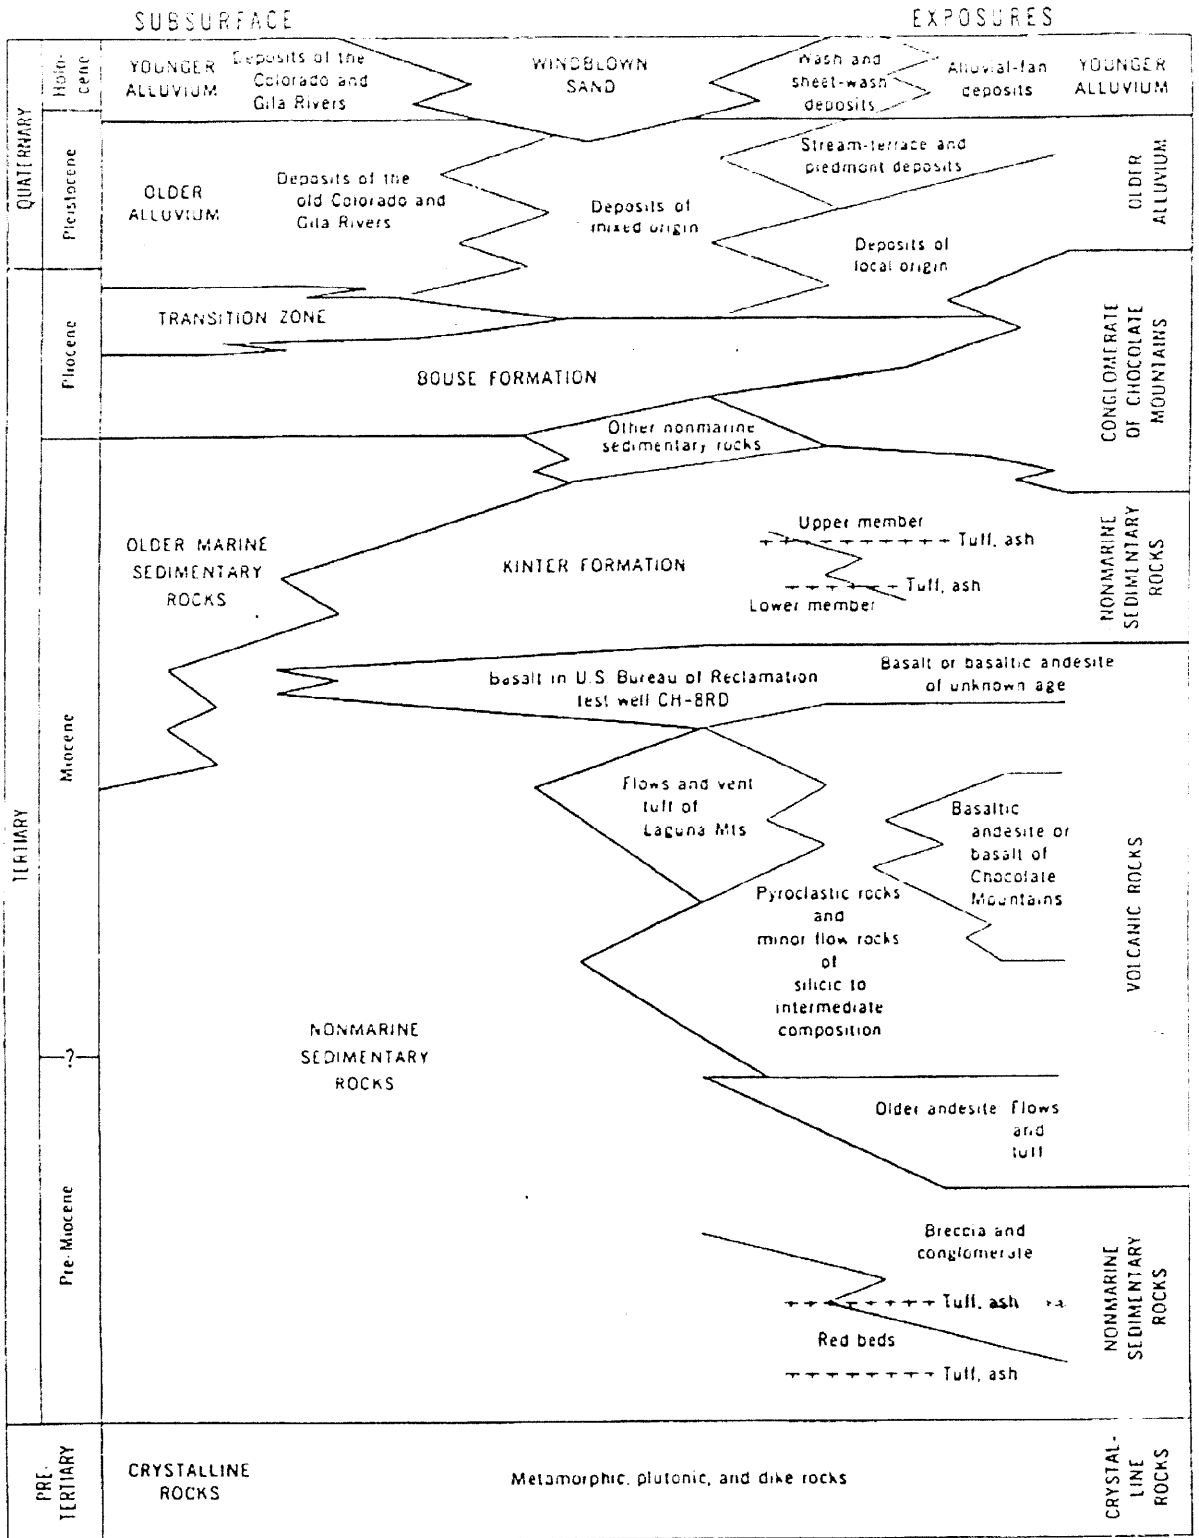 SUBSURFACE
EXPOSURES
QUATERNARY
Holo-
cene
YOUNGER
ALLUVIUM
Deposits of the
Colorado and
Gila Rivers
WINDBLOWN
SAND
Wash and
sheet-wash
deposits
Alluvial-fan
deposits
YOUNGER
ALLUVIUM
Pleistocene
OLDER
ALLUVIUM
Deposits of the
old Colorado and
Gila Rivers
Deposits of
mixed origin
Stream-terrace and
piedmont deposits
Deposits of
local origin
OLDER
ALLUVIUM
TERTIARY
Pliocene
TRANSITION ZONE
BOUSE FORMATION
Other nonmarine
sedimentary rocks
CONGLOMERATE
OF CHOCOLATE
MOUNTAINS
Miocene
OLDER MARINE
SEDIMENTARY
ROCKS
KINTER FORMATION
Upper member
Tuff, ash
Tuff, ash
Lower member
NONMARINE
SEDIMENTARY
ROCKS
Basalt in U.S. Bureau of Reclamation
test well CH-8RD
Basalt or basaltic andesite
of unknown age
Flows and vent
tuff of
Laguna Mts
Basaltic
andesite or
basalt of
Chocolate
Mountains
Pyroclastic rocks
and
minor flow rocks
of
silicic to
intermediate
composition
VOLCANIC ROCKS
?
NONMARINE
SEDIMENTARY
ROCKS
Older andesite: Flows
and
tuff
Pre-Miocene
Breccia and
conglomerate
Tuff, ash
Red beds
Tuff, ash
NONMARINE
SEDIMENTARY
ROCKS
PRE-
TERTIARY
CRYSTALLINE
ROCKS
Metamorphic, plutonic, and dike rocks
CRYSTAL-
LINE
ROCKS